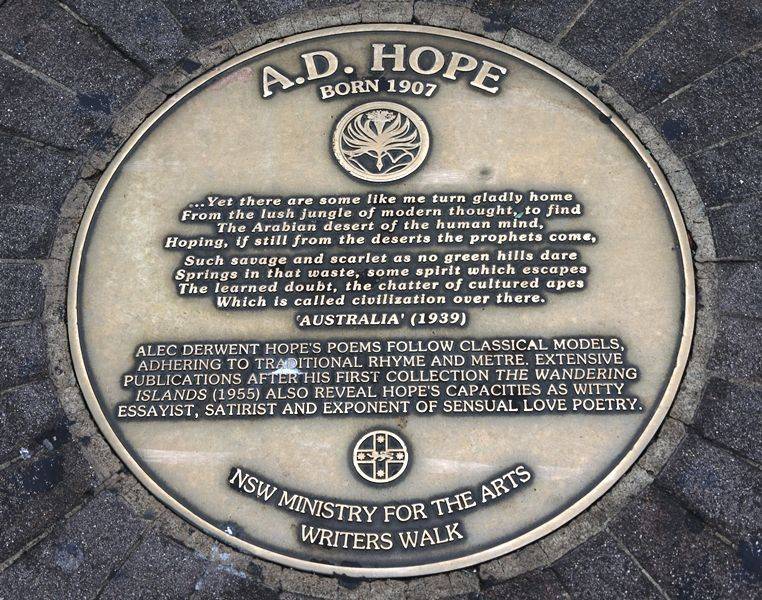 A.D. HOPE
BORN 1907
...Yet there are some like me turn gladly home
From the lush jungle of modern thought, to find
The Arabian desert of the human mind,
Hoping, if still from the deserts the prophets come,
Such savage and scarlet as no green hills dare
Springs in that waste, some spirit which escapes
The learned doubt, the chatter of cultured apes
Which is called civilization over there.
'AUSTRALIA' (1939)
ALEC DERWENT HOPE'S POEMS FOLLOW CLASSICAL MODELS,
ADHERING TO TRADITIONAL RHYME AND METRE. EXTENSIVE
PUBLICATIONS AFTER HIS FIRST COLLECTION THE WANDERING
ISLANDS (1955) ALSO REVEAL HOPE'S CAPACITIES AS WITTY
ESSAYIST, SATIRIST AND EXPONENT OF SENSUAL LOVE POETRY.
NSW MINISTRY FOR THE ARTS
WRITERS WALK